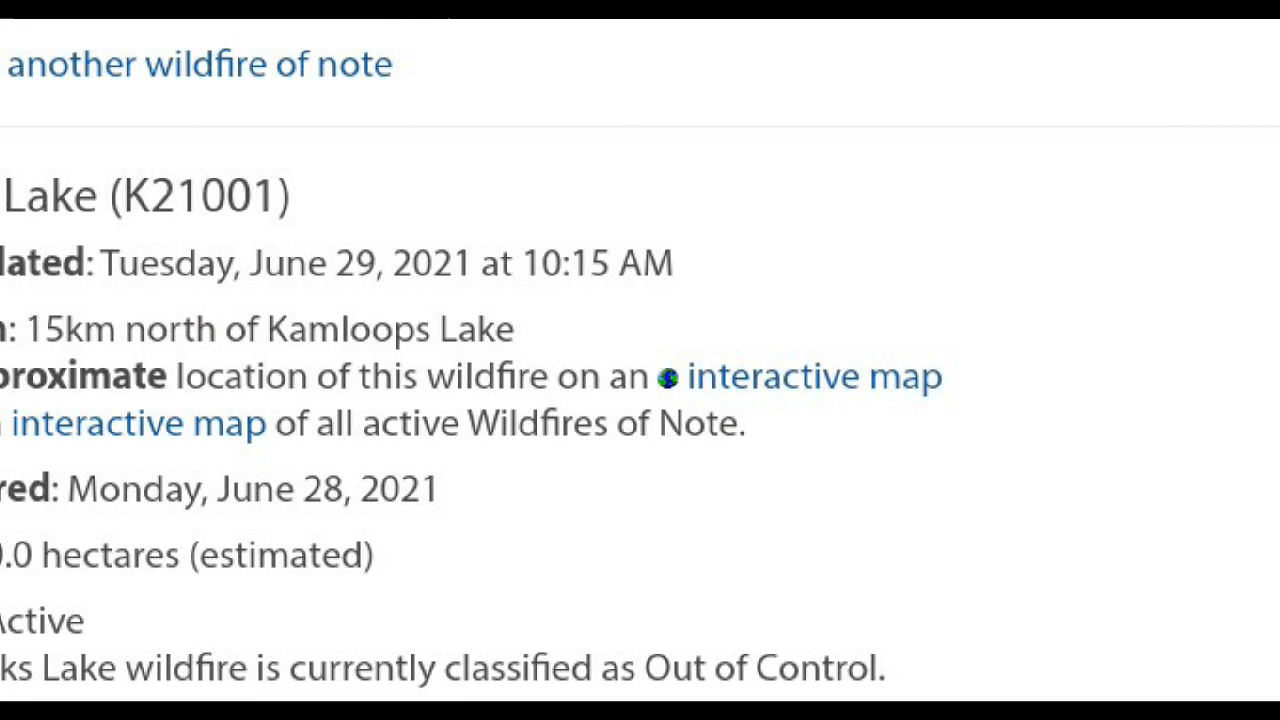 another wildfire of note
Lake (K21001)
lated: Tuesday, June 29, 2021 at 10:15 AM
n: 15km north of Kamloops Lake
proximate location of this wildfire on an interactive map
interactive map of all active Wildfires of Note.
red: Monday, June 28, 2021
.0 hectares (estimated)
Active
ks Lake wildfire is currently classified as Out of Control.